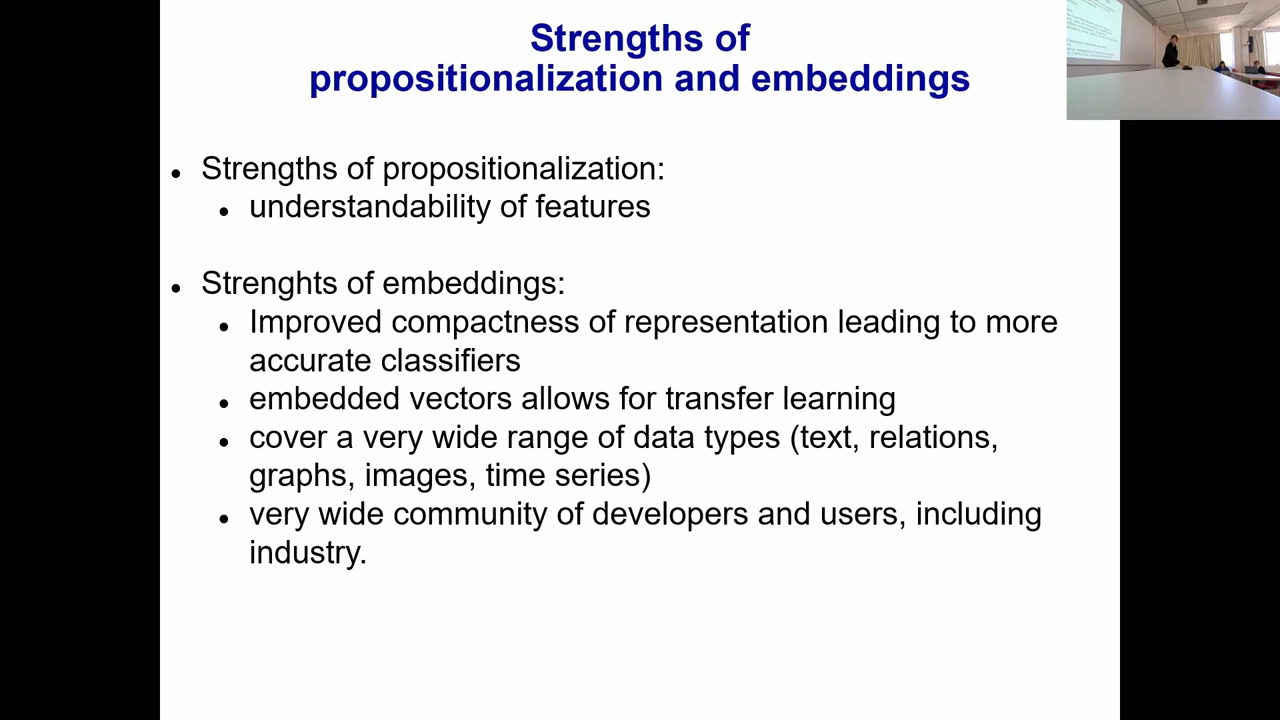 Strengths of
propositionalization and embeddings
• Strengths of propositionalization:
• understandability of features
• Strenghts of embeddings:
• Improved compactness of representation leading to more
accurate classifiers
• embedded vectors allows for transfer learning
• cover a very wide range of data types (text, relations,
graphs, images, time series)
• very wide community of developers and users, including
industry.